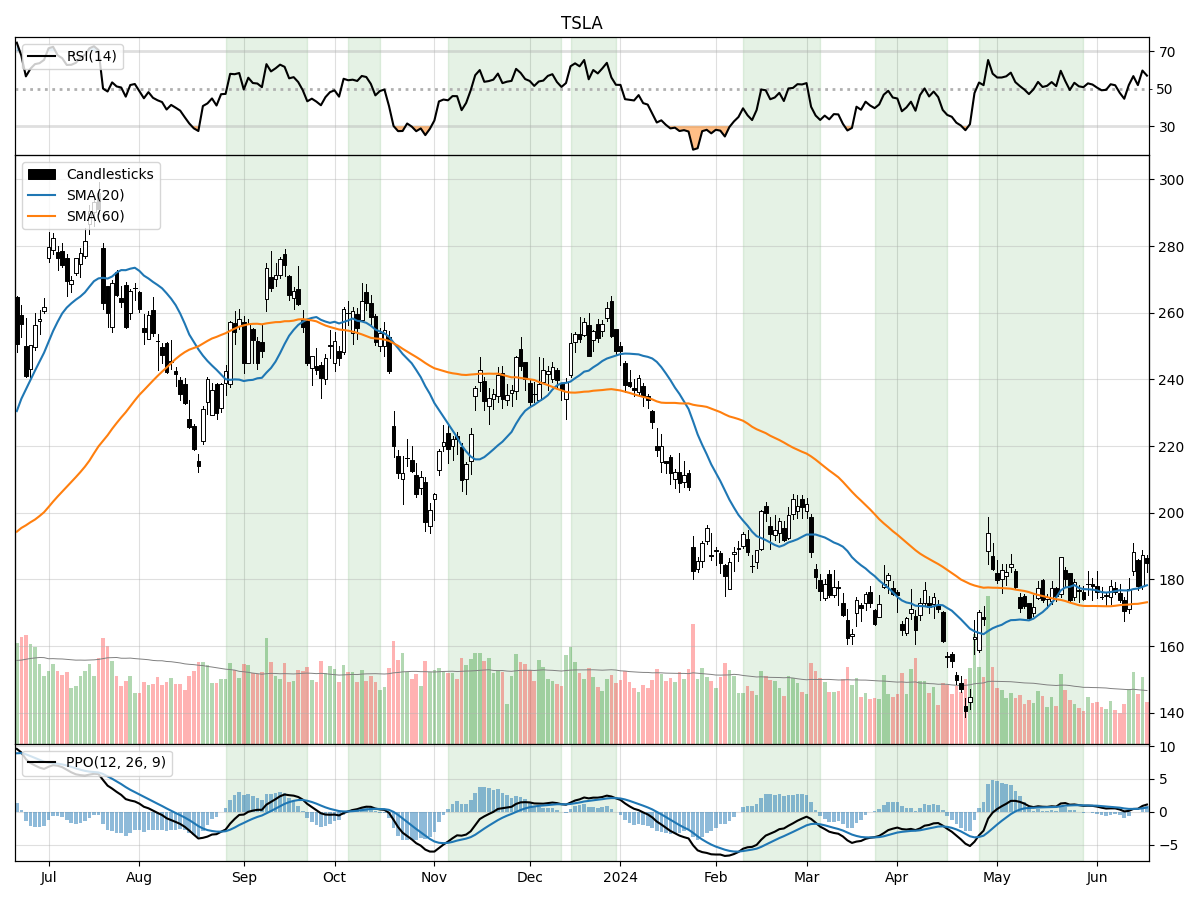 TSLA
RSI(14)
70
50
30
Candlesticks
SMA(20)
SMA(60)
300
280
260
240
220
200
180
160
140
PPO(12, 26, 9)
10
5
0
−5
Jul Aug Sep Oct Nov Dec 2024 Feb Mar Apr May Jun